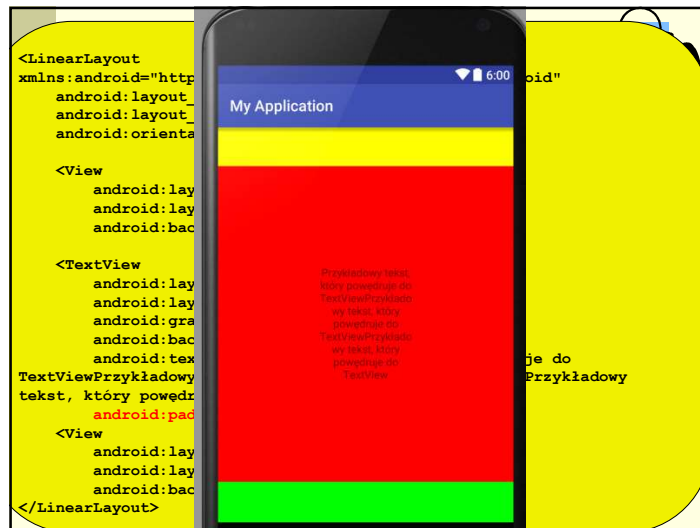 <LinearLayout
xmlns:android="http
oid"
android:layout_
android:layout_
android:orienta
<View
android:lay
android:lay
android:bac
<TextView
android:lay
android:lay
android:gra
android:bac
android:tex
je do
TextViewPrzykładowy
Przykładowy
tekst, który powędr
android:pad
<View
android:lay
android:lay
android:bac
</LinearLayout>
6:00
My Application
Przykładowy tekst,
który powędruje do
TextViewPrzykłado
wy tekst, który
powędruje do
TextViewPrzykłado
wy tekst, który
powędruje do
TextView